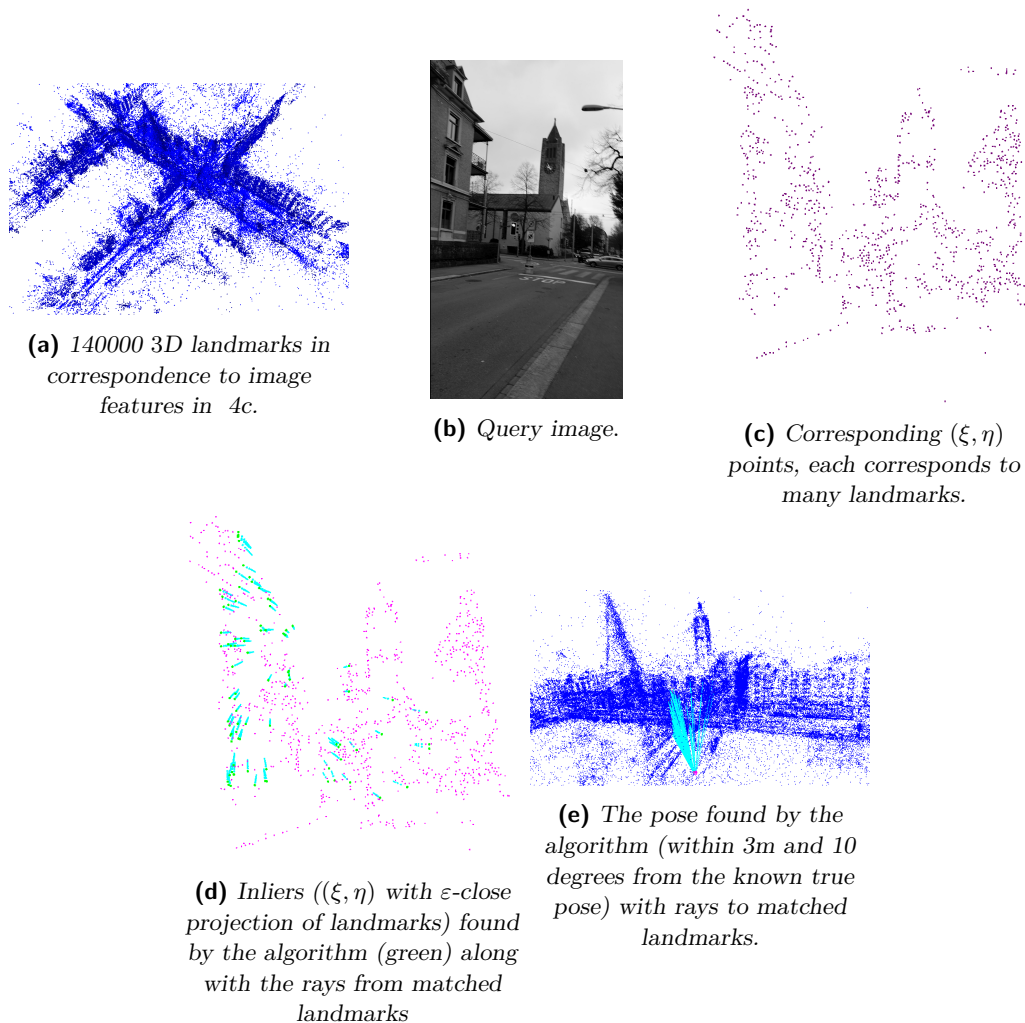 STOP
(a) 140000 3D landmarks in
correspondence to image
features in 4c.
(b) Query image.
(c) Corresponding (ξ, η)
points, each corresponds to
many landmarks.
(d) Inliers ((ξ, η) with ε-close
projection of landmarks) found
by the algorithm (green) along
with the rays from matched
landmarks
(e) The pose found by the
algorithm (within 3m and 10
degrees from the known true
pose) with rays to matched
landmarks.